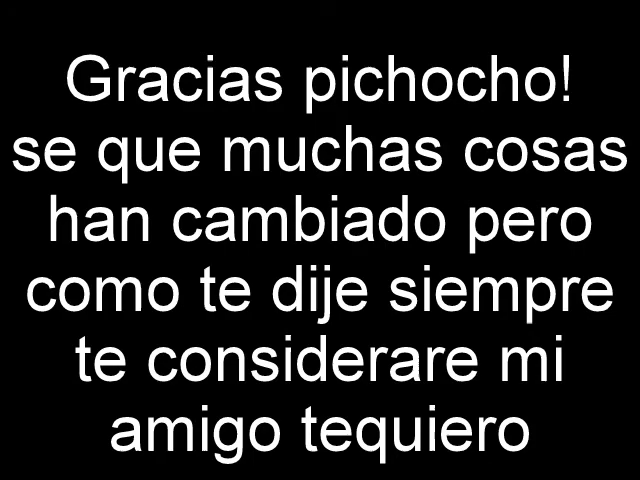 Gracias pichocho!
se que muchas cosas
han cambiado pero
como te dije siempre
te considerare mi
amigo tequiero